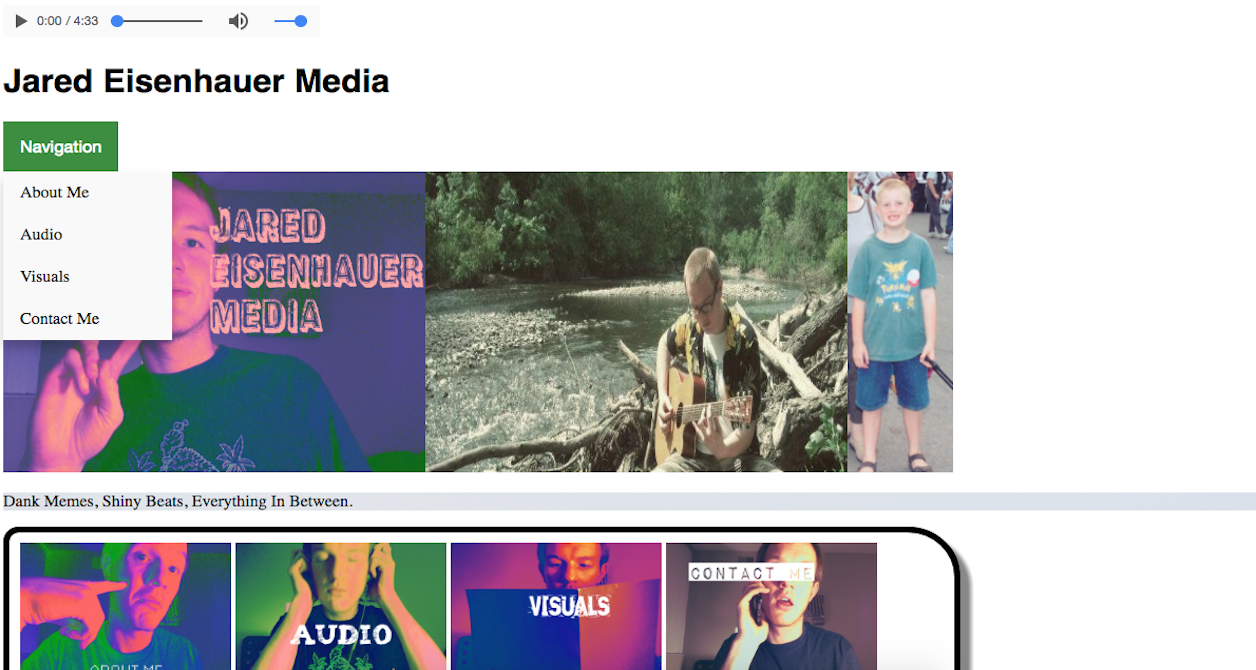 0:00 / 4:33
Jared Eisenhauer Media
Navigation
About Me
Audio
Visuals
Contact Me
JARED
EISENHAUER
MEDIA
Dank Memes, Shiny Beats, Everything In Between.
ABOUT ME
AUDIO
VISUALS
CONTACT ME